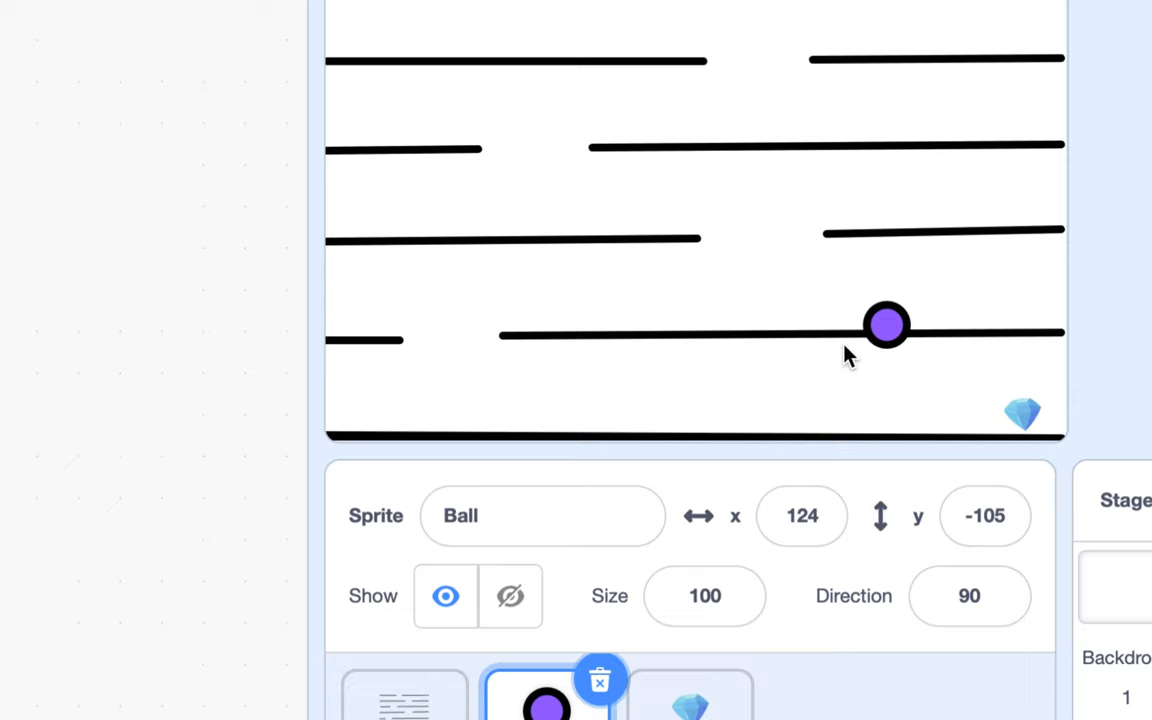 Sprite Ball x 124 y -105
Stage
Show Size 100 Direction 90
Backdro
1